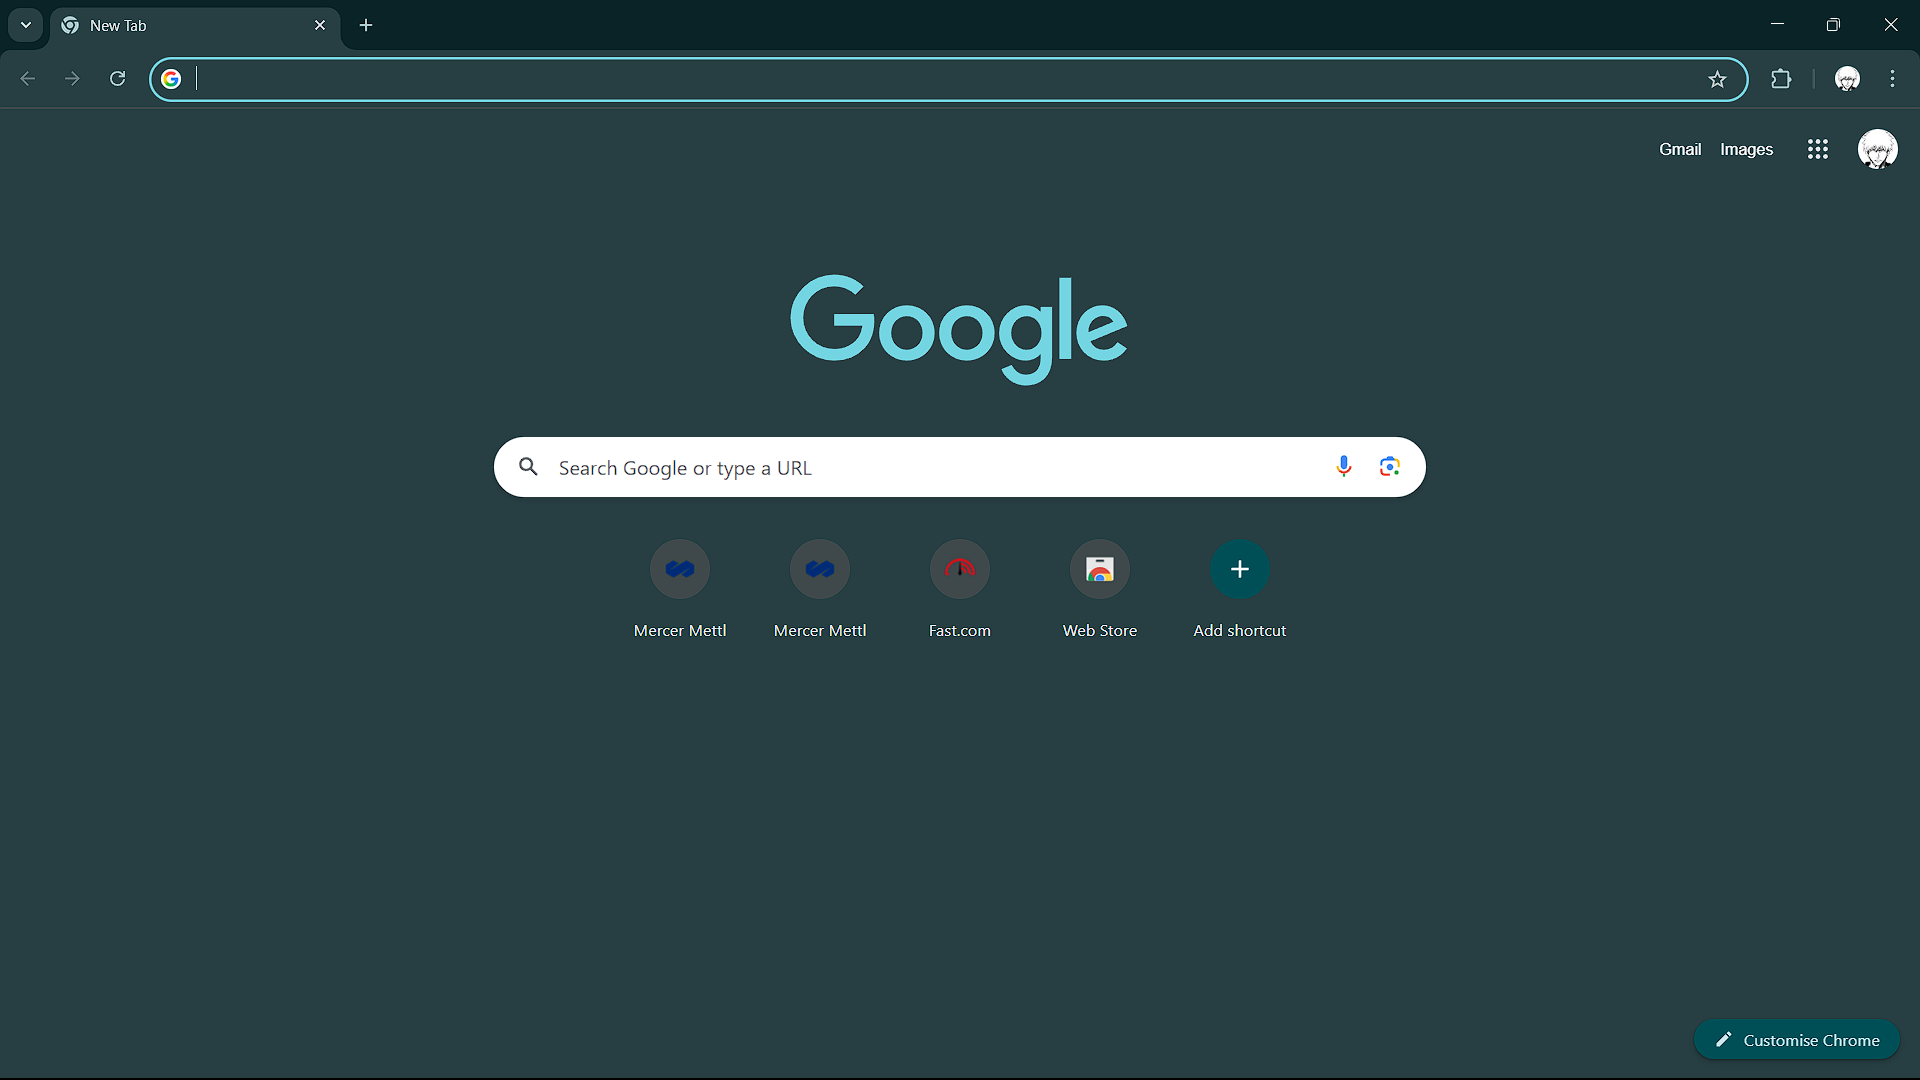 New Tab
Gmail Images
Google
Search Google or type a URL
Mercer Mettl
Mercer Mettl
Fast.com
Web Store
Add shortcut
Customise Chrome